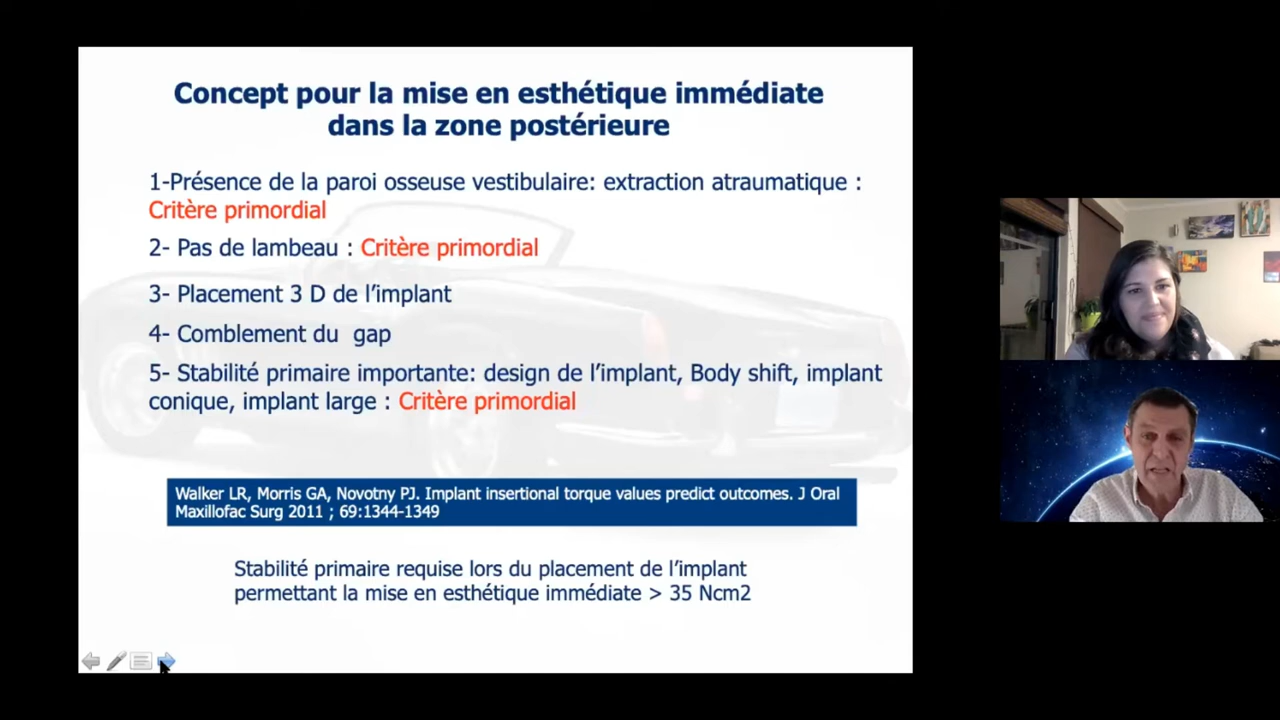 Concept pour la mise en esthétique immédiate
dans la zone postérieure
1-Présence de la paroi osseuse vestibulaire: extraction atraumatique :
Critère primordial
2- Pas de lambeau : Critère primordial
3- Placement 3 D de l’implant
4- Comblement du  gap
5- Stabilité primaire importante: design de l’implant, Body shift, implant
conique, implant large : Critère primordial
Walker LR, Morris GA, Novotny PJ. Implant insertional torque values predict outcomes. J Oral
Maxillofac Surg 2011 ; 69:1344-1349
Stabilité primaire requise lors du placement de l’implant
permettant la mise en esthétique immédiate > 35 Ncm2